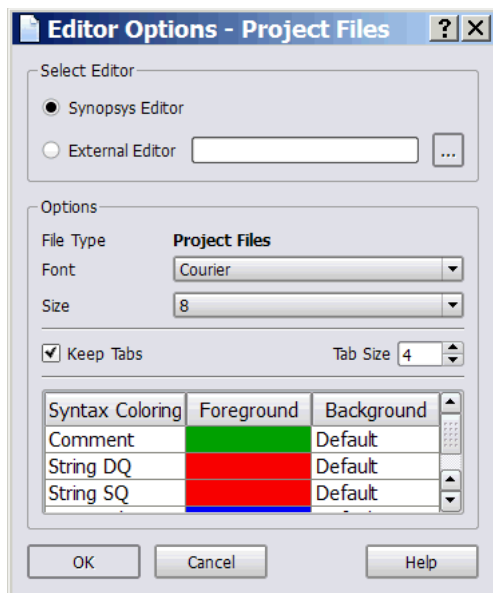 Editor Options - Project Files ? X
Select Editor
Synopsys Editor
External Editor ...
Options
File Type Project Files
Font Courier
Size 8
Keep Tabs Tab Size 4
Syntax Coloring Foreground Background
Comment Default
String DQ Default
String SQ Default
OK Cancel Help